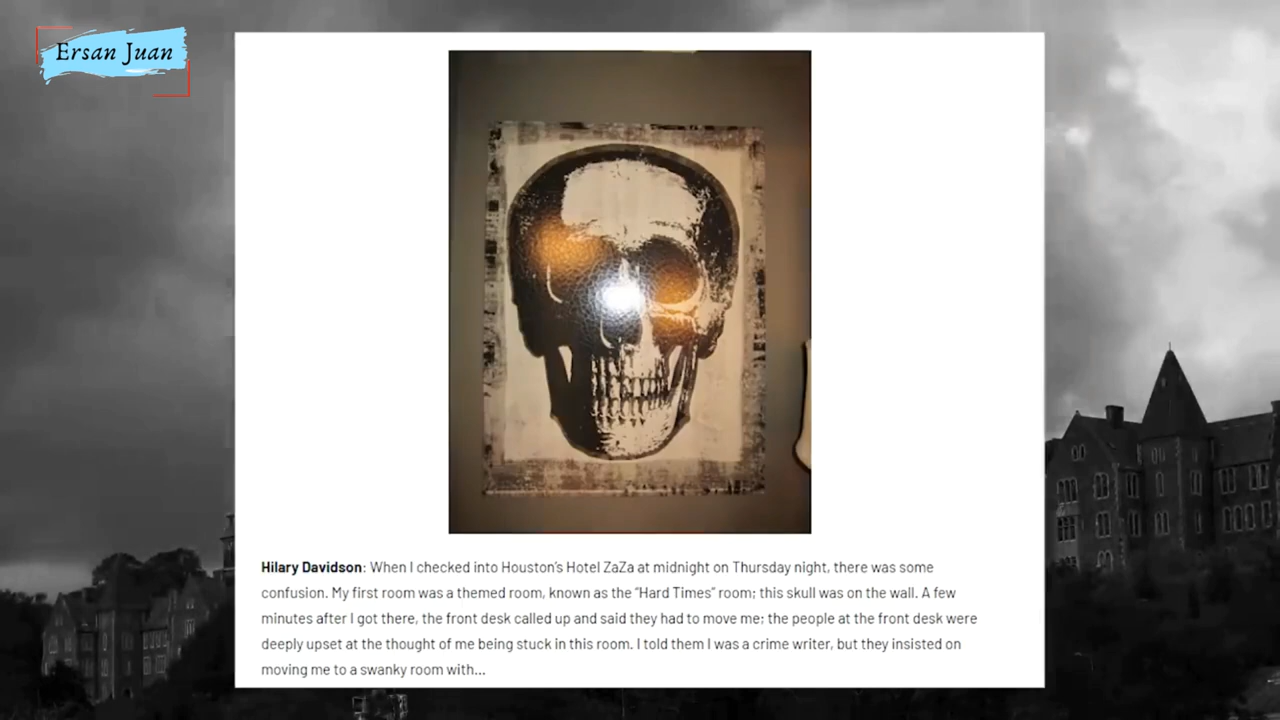 Ersan Juan
Hilary Davidson: When I checked into Houston's Hotel ZaZa at midnight on Thursday night, there was some
confusion. My first room was a themed room, known as the “Hard Times” room; this skull was on the wall. A few
minutes after I got there, the front desk called up and said they had to move me; the people at the front desk were
deeply upset at the thought of me being stuck in this room. I told them I was a crime writer, but they insisted on
moving me to a swanky room with...